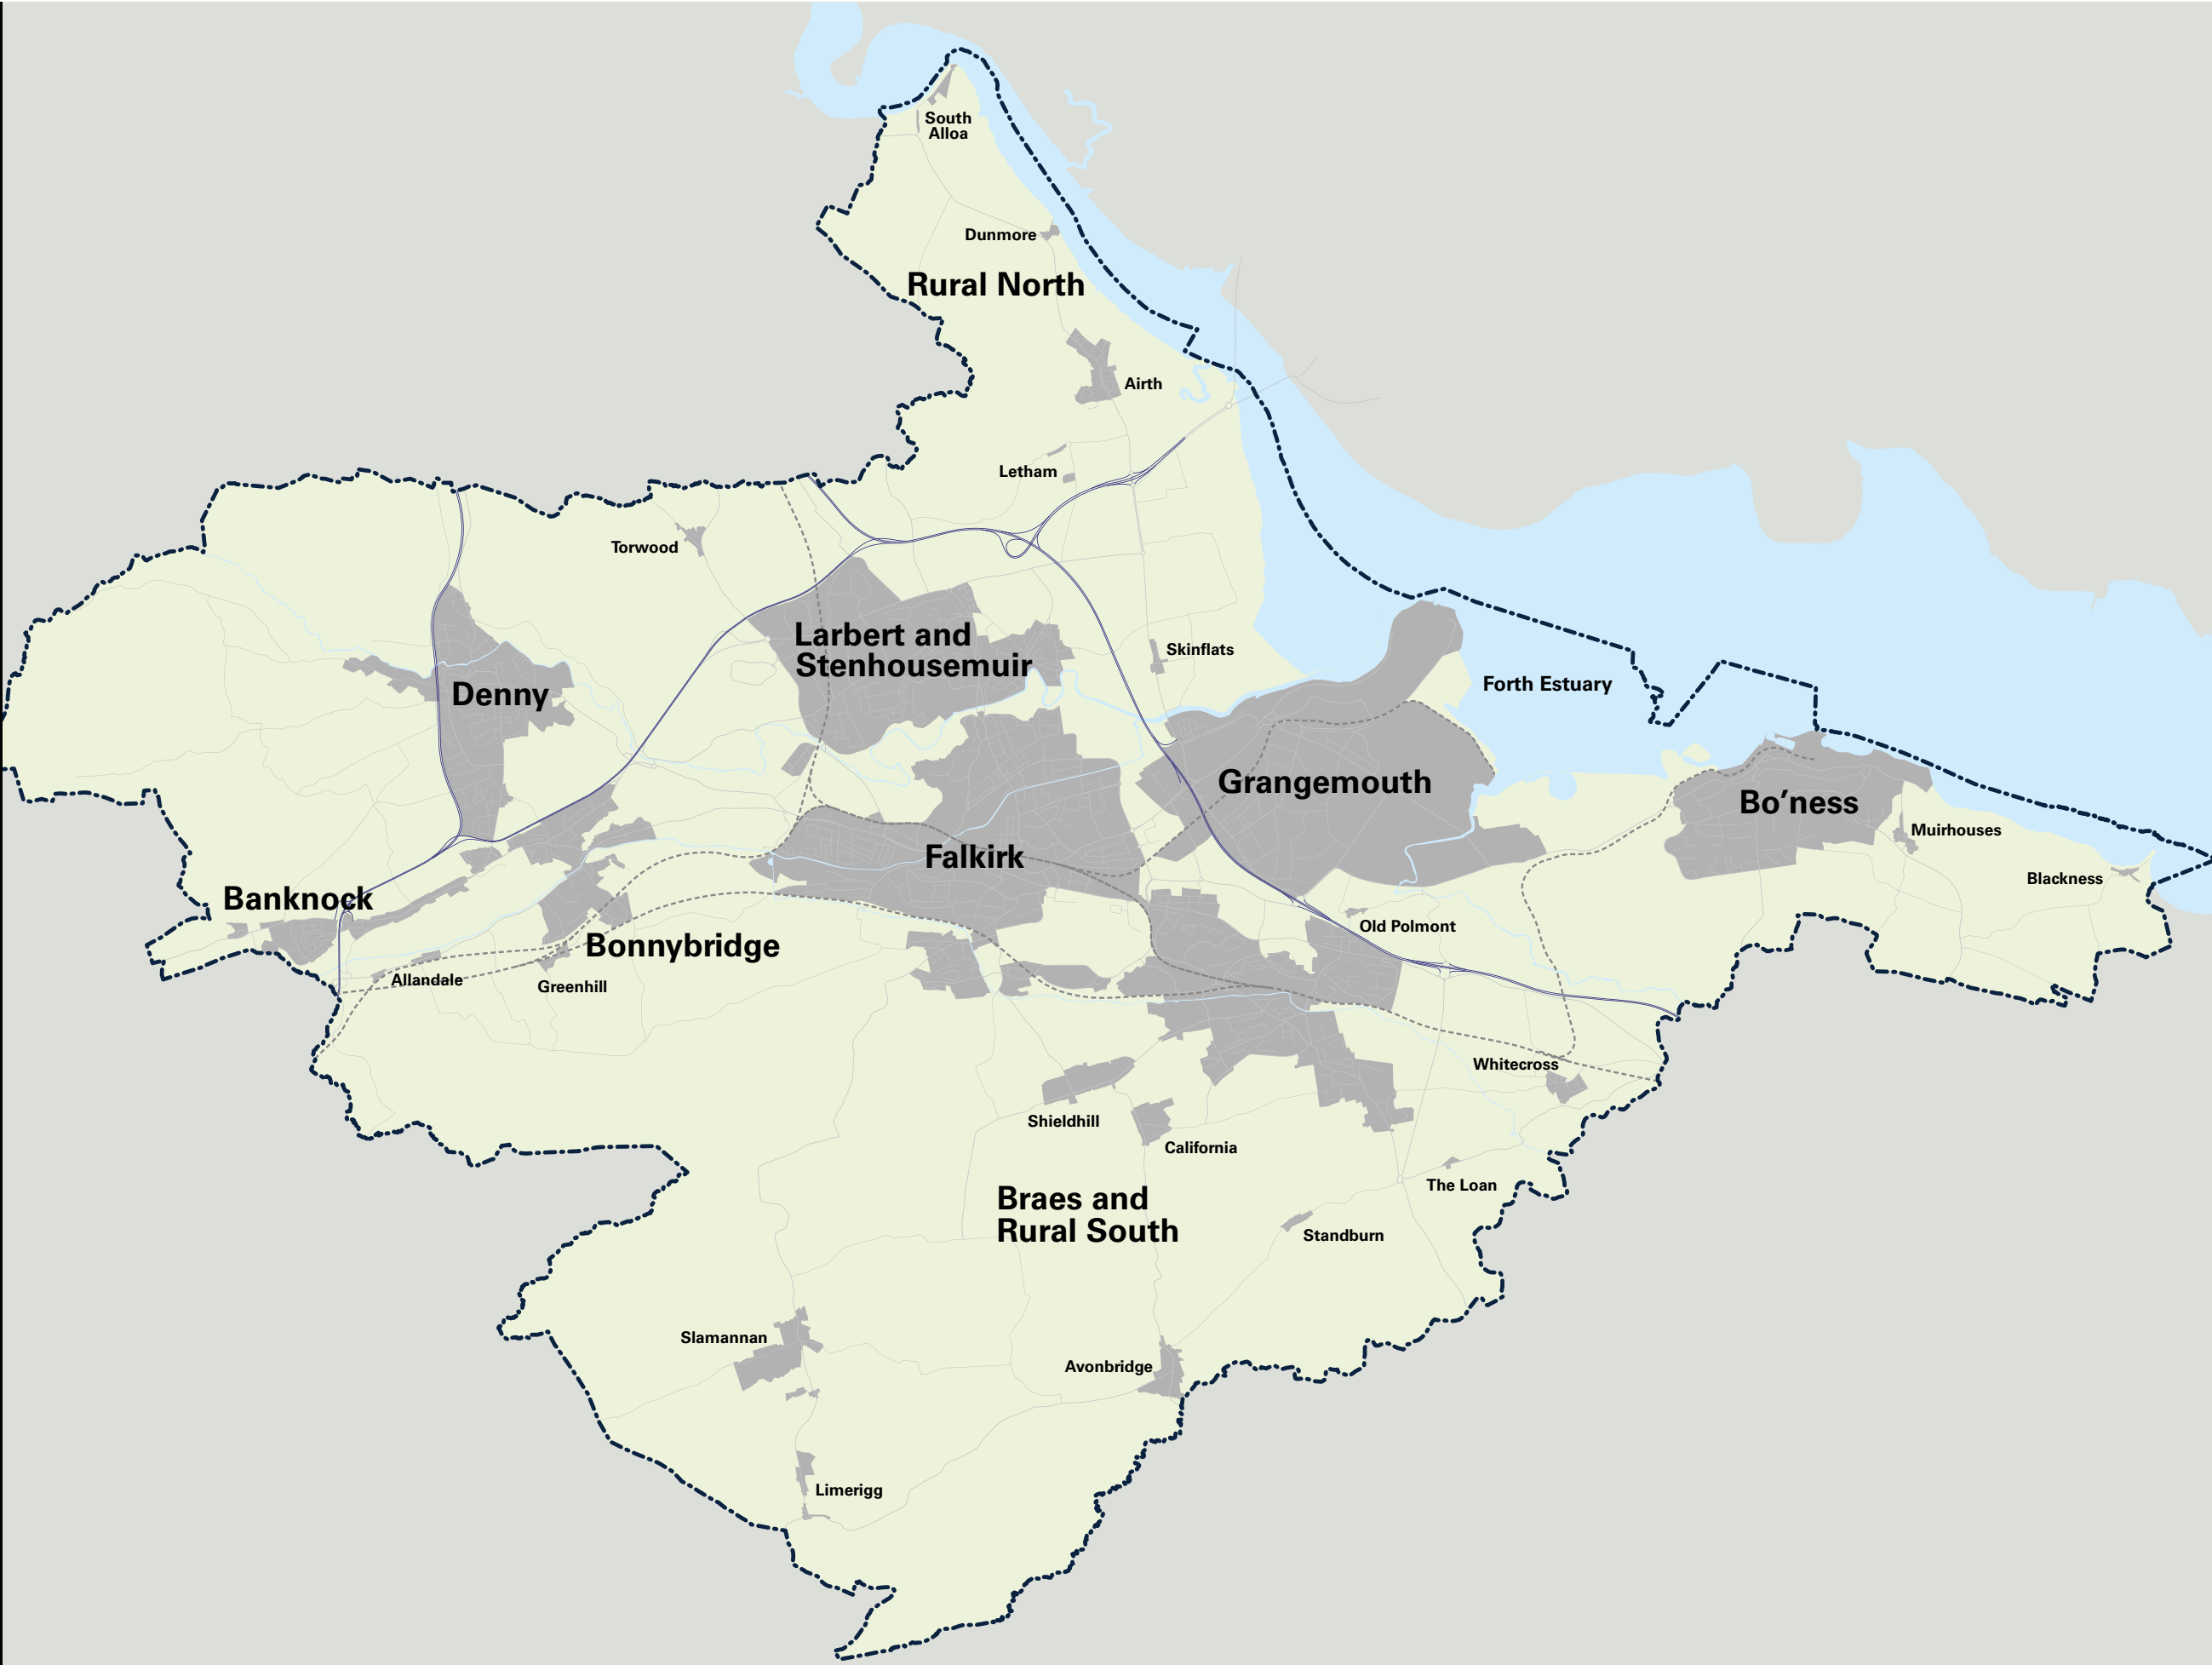 South
Alloa
Dunmore
Rural North
Airth
Letham
Torwood
Larbert and
Stenhousemuir
Skinflats
Forth Estuary
Denny
Grangemouth
Bo’ness
Muirhouses
Falkirk
Blackness
Banknock
Old Polmont
Bonnybridge
Allandale
Greenhill
Whitecross
Shieldhill
California
The Loan
Braes and
Rural South
Standburn
Slamannan
Avonbridge
Limerigg